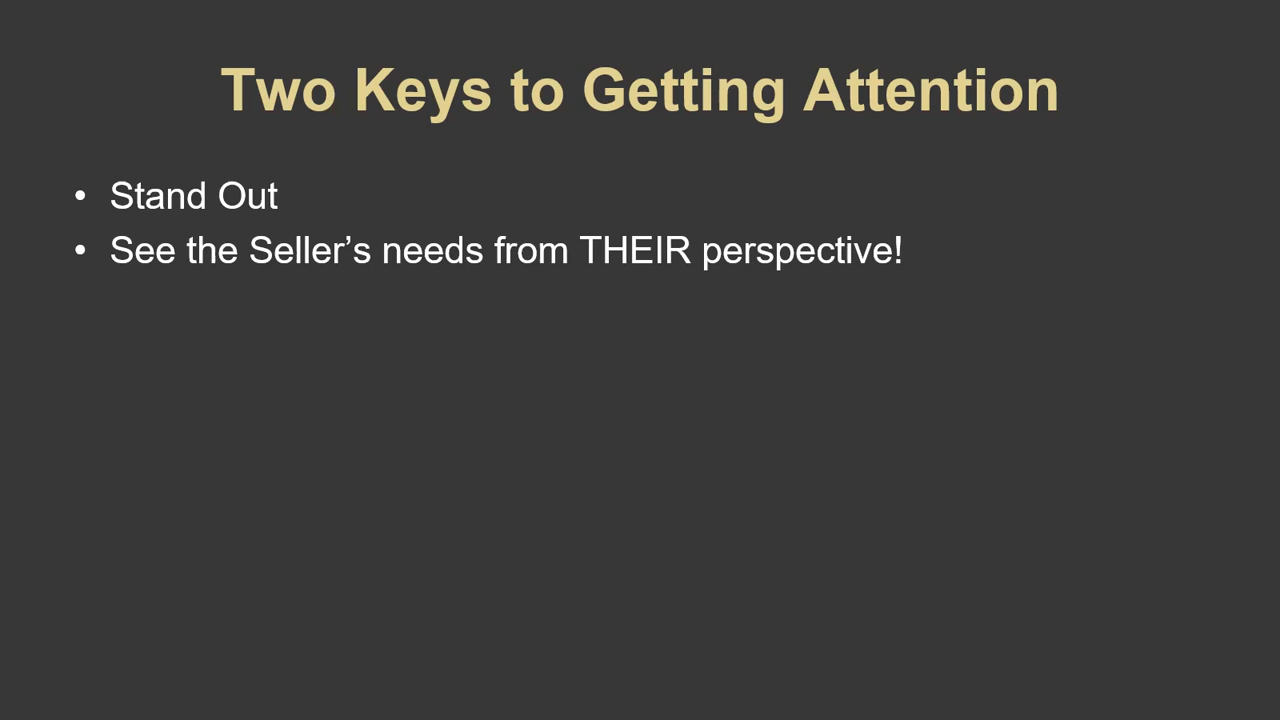 Two Keys to Getting Attention
• Stand Out
• See the Seller’s needs from THEIR perspective!